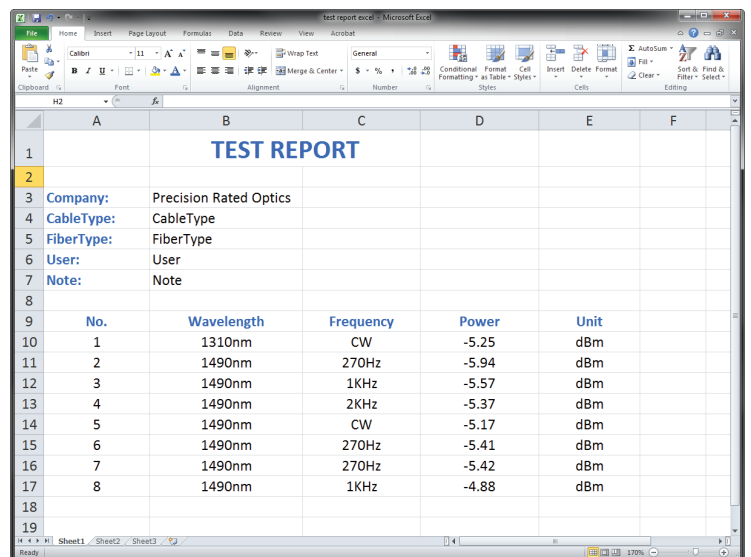 test report excel - Microsoft Excel
File Home Insert Page Layout Formulas Data Review View Acrobat
Paste
Calibri 11 A A
B I U A
Wrap Text
Merge & Center
General
$ % ,
Conditional Formatting
Format as Table
Cell Styles
Insert Delete Format
Σ AutoSum
Fill
Clear
Sort & Filter
Find & Select
Clipboard Font Alignment Number Styles Cells Editing
H2 fx
A B C D E F
1 TEST REPORT
2
3 Company: Precision Rated Optics
4 CableType: CableType
5 FiberType: FiberType
6 User: User
7 Note: Note
8
9 No. Wavelength Frequency Power Unit
10 1 1310nm CW -5.25 dBm
11 2 1490nm 270Hz -5.94 dBm
12 3 1490nm 1KHz -5.57 dBm
13 4 1490nm 2KHz -5.37 dBm
14 5 1490nm CW -5.17 dBm
15 6 1490nm 270Hz -5.41 dBm
16 7 1490nm 270Hz -5.42 dBm
17 8 1490nm 1KHz -4.88 dBm
18
19
Sheet1 Sheet2 Sheet3
Ready 170%